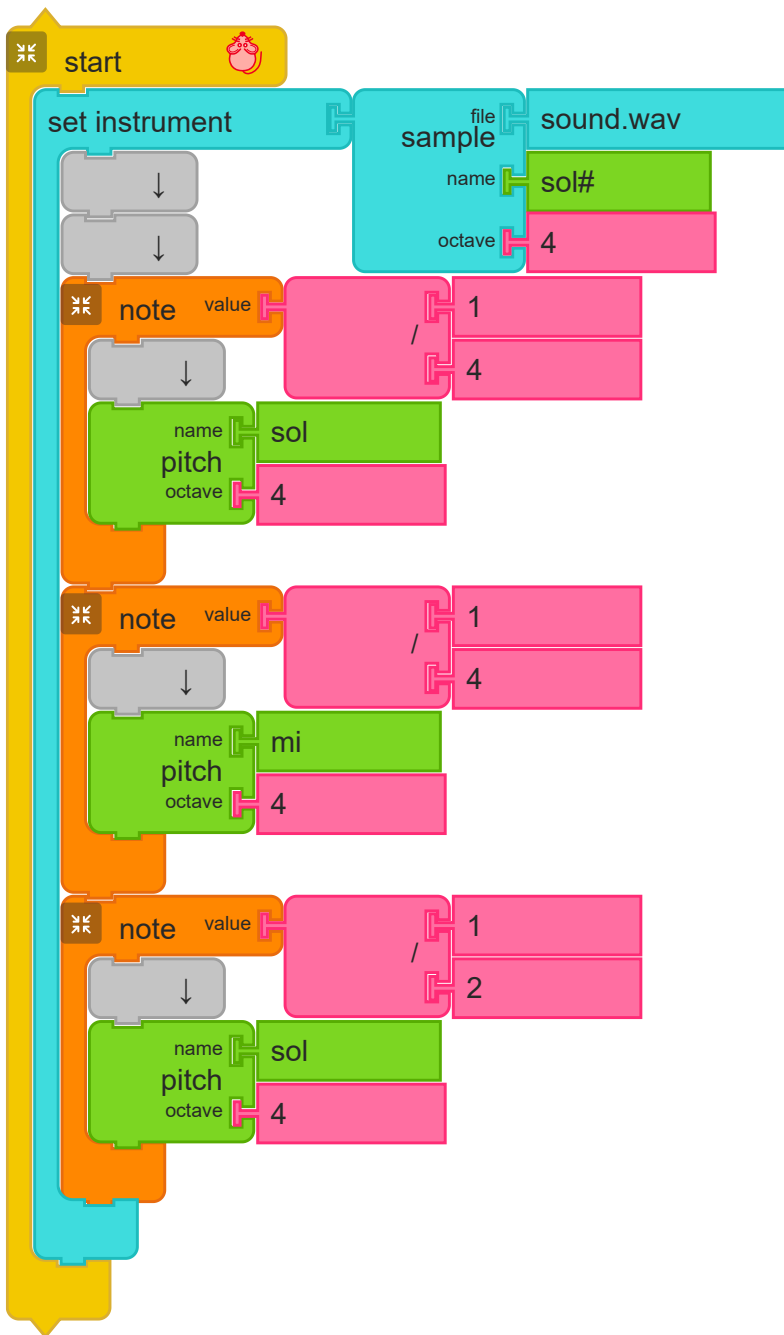 start
set instrument
file
sample
sound.wav
name
sol#
octave
4
↓
↓
note value
1
/
4
↓
name
sol
pitch
octave
4
note value
1
/
4
↓
name
mi
pitch
octave
4
note value
1
/
2
↓
name
sol
pitch
octave
4